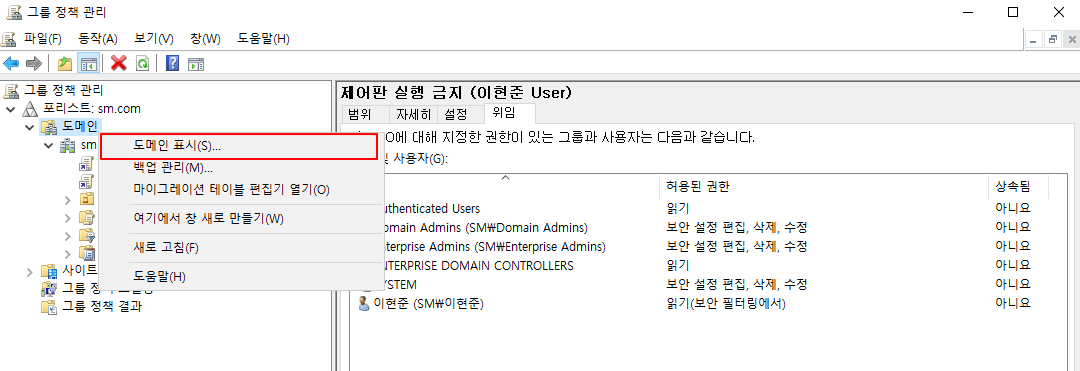 그룹 정책 관리
파일(F) 동작(A) 보기(V) 창(W) 도움말(H)
그룹 정책 관리
포리스트: sm.com
도메인
sm
사이트
그룹 정책
그룹 정책 결과
도메인 표시(S)...
백업 관리(M)...
마이그레이션 테이블 편집기 열기(O)
여기에서 창 새로 만들기(W)
새로 고침(F)
도움말(H)
제어판 실행 금지 (이현준 User)
범위 자세히 설정 위임
O에 대해 지정한 권한이 있는 그룹과 사용자는 다음과 같습니다.
및 사용자(G):
허용된 권한 상속됨
uthenticated Users 읽기 아니요
omain Admins (SM\Domain Admins) 보안 설정 편집, 삭제, 수정 아니요
nterprise Admins (SM\Enterprise Admins) 보안 설정 편집, 삭제, 수정 아니요
NTERPRISE DOMAIN CONTROLLERS 읽기 아니요
YSTEM 보안 설정 편집, 삭제, 수정 아니요
이현준 (SM\이현준) 읽기(보안 필터링에서) 아니요